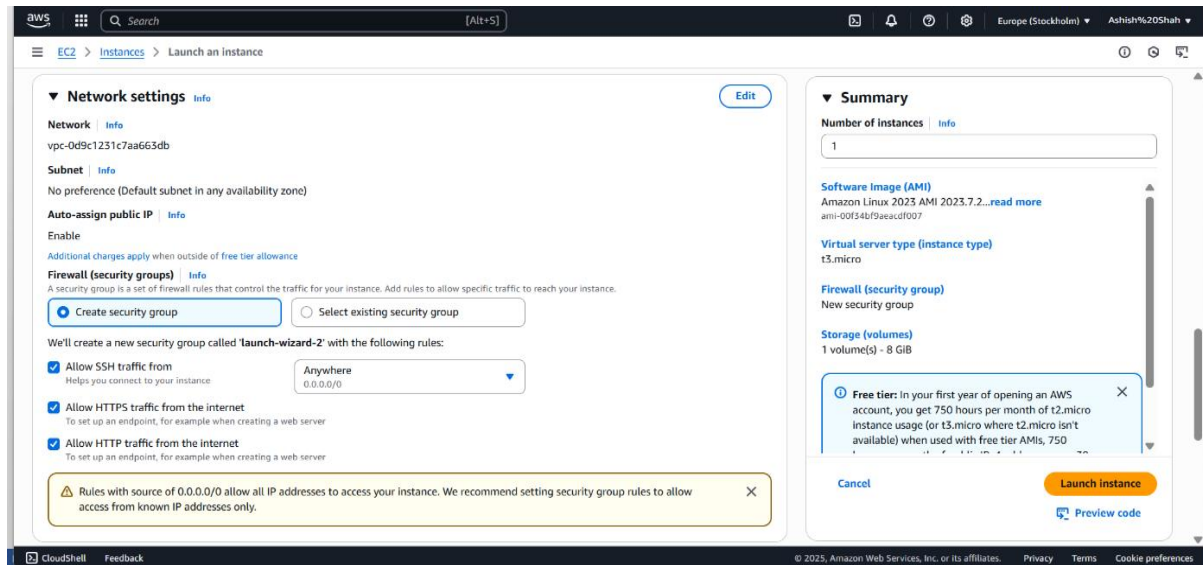 aws
Search [Alt+S]
Europe (Stockholm) ▼ Ashish%20Shah ▼
EC2 > Instances > Launch an instance
▼ Network settings Info
Edit
Network | Info
vpc-0d9c1231c7aa663db
Subnet | Info
No preference (Default subnet in any availability zone)
Auto-assign public IP | Info
Enable
Additional charges apply when outside of free tier allowance
Firewall (security groups) | Info
A security group is a set of firewall rules that control the traffic for your instance. Add rules to allow specific traffic to reach your instance.
Create security group
Select existing security group
We'll create a new security group called 'launch-wizard-2' with the following rules:
Allow SSH traffic from
Helps you connect to your instance
Anywhere
0.0.0.0/0
Allow HTTPS traffic from the internet
To set up an endpoint, for example when creating a web server
Allow HTTP traffic from the internet
To set up an endpoint, for example when creating a web server
Rules with source of 0.0.0.0/0 allow all IP addresses to access your instance. We recommend setting security group rules to allow
access from known IP addresses only.
▼ Summary
Number of instances | Info
1
Software Image (AMI)
Amazon Linux 2023 AMI 2023.7.2...read more
ami-00f34bf9aeacdf007
Virtual server type (instance type)
t3.micro
Firewall (security group)
New security group
Storage (volumes)
1 volume(s) - 8 GiB
Free tier: In your first year of opening an AWS
account, you get 750 hours per month of t2.micro
instance usage (or t3.micro where t2.micro isn't
available) when used with free tier AMIs, 750
Cancel
Launch instance
Preview code
CloudShell Feedback
© 2025, Amazon Web Services, Inc. or its affiliates. Privacy Terms Cookie preferences